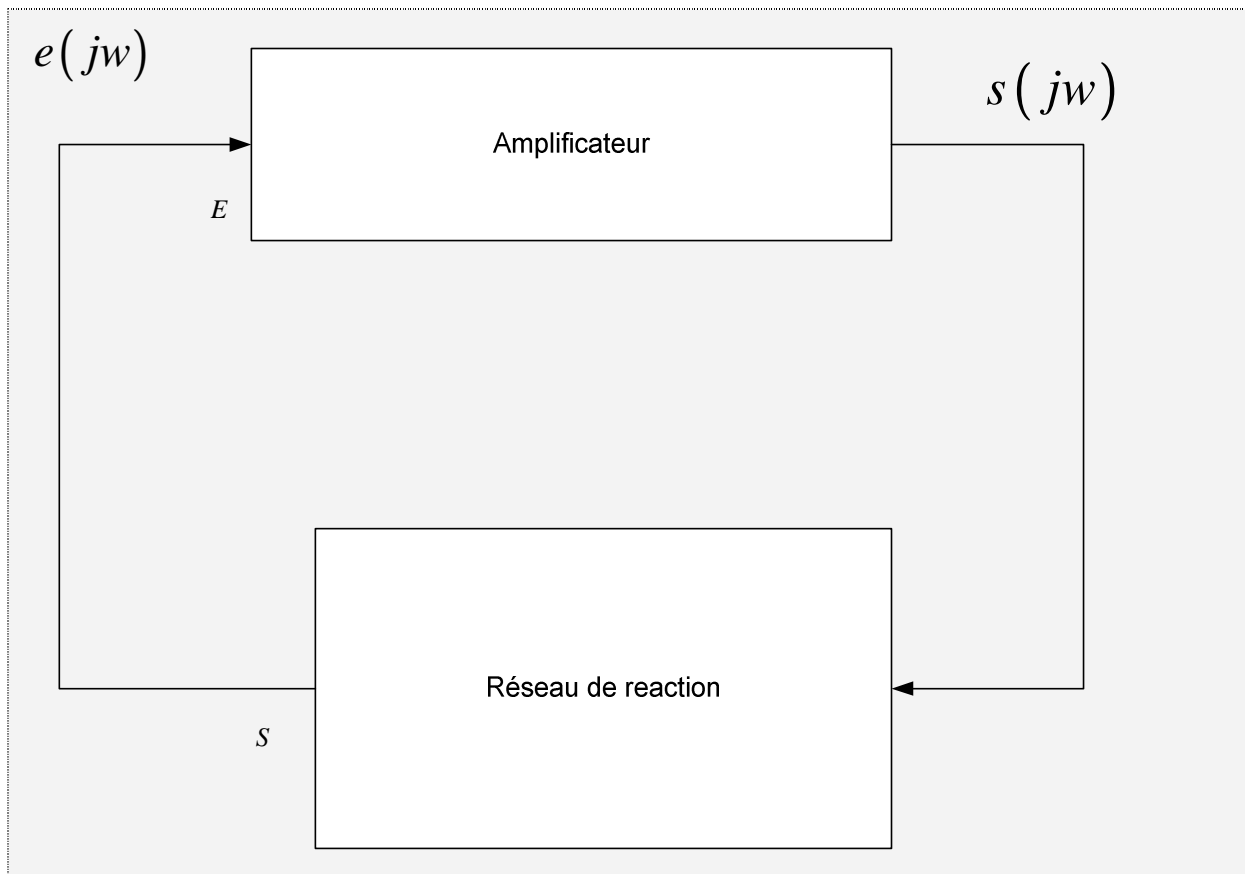 e(jw)
s(jw)
Amplificateur
E
Réseau de reaction
S